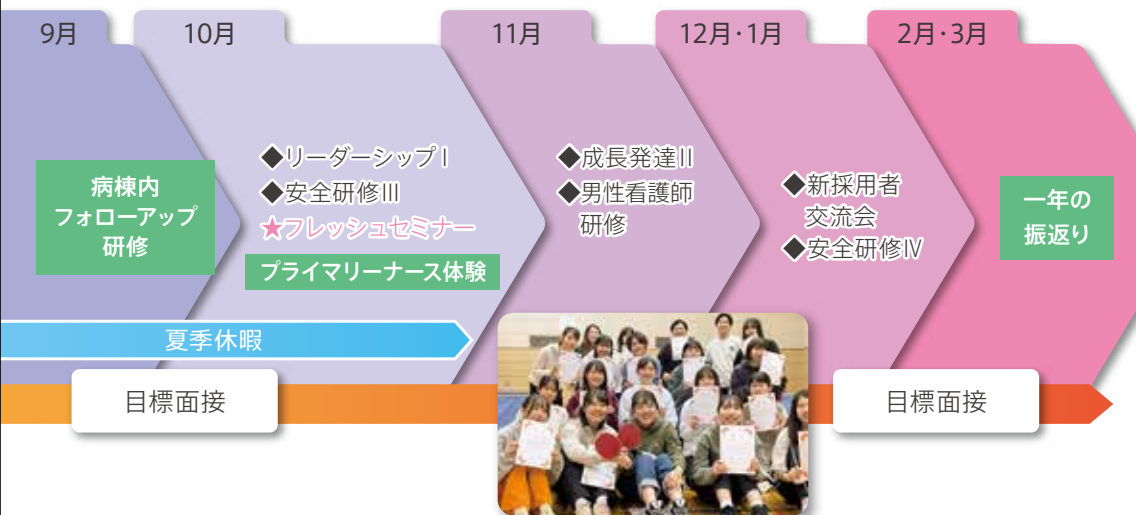 9月
10月
11月
12月・1月
2月・3月
病棟内
フォローアップ
研修
◆リーダーシップⅠ
◆安全研修Ⅲ
★フレッシュセミナー
プライマリーナース体験
◆成長発達Ⅱ
◆男性看護師
研修
◆新採用者
交流会
◆安全研修Ⅳ
一年の
振返り
夏季休暇
目標面接
目標面接